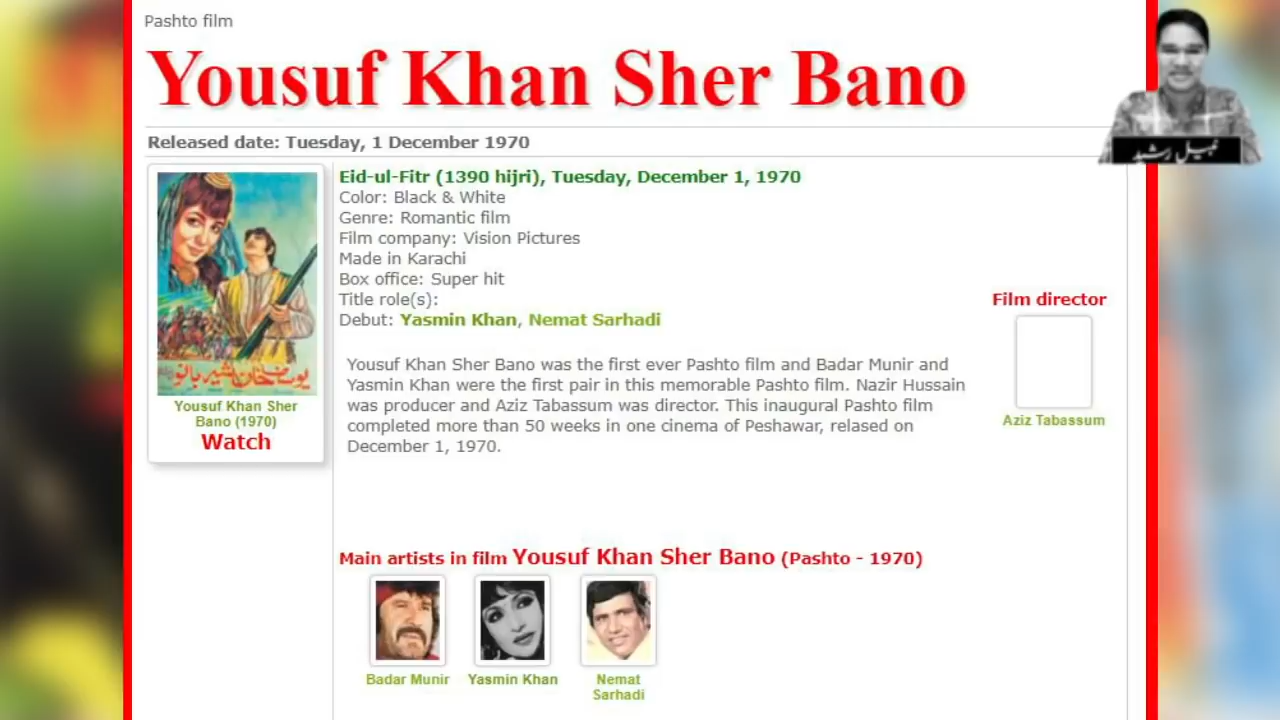 Pashto film
Yousuf Khan Sher Bano
Released date: Tuesday, 1 December 1970
نبیل رشید
Eid-ul-Fitr (1390 hijri), Tuesday, December 1, 1970
Color: Black & White
Genre: Romantic film
Film company: Vision Pictures
Made in Karachi
Box office: Super hit
Title role(s):
Debut: Yasmin Khan, Nemat Sarhadi
یوسف خان شیر بانو
Yousuf Khan Sher
Bano (1970)
Watch
Film director
Aziz Tabassum
Yousuf Khan Sher Bano was the first ever Pashto film and Badar Munir and
Yasmin Khan were the first pair in this memorable Pashto film. Nazir Hussain
was producer and Aziz Tabassum was director. This inaugural Pashto film
completed more than 50 weeks in one cinema of Peshawar, relased on
December 1, 1970.
Main artists in film Yousuf Khan Sher Bano (Pashto - 1970)
Badar Munir
Yasmin Khan
Nemat
Sarhadi